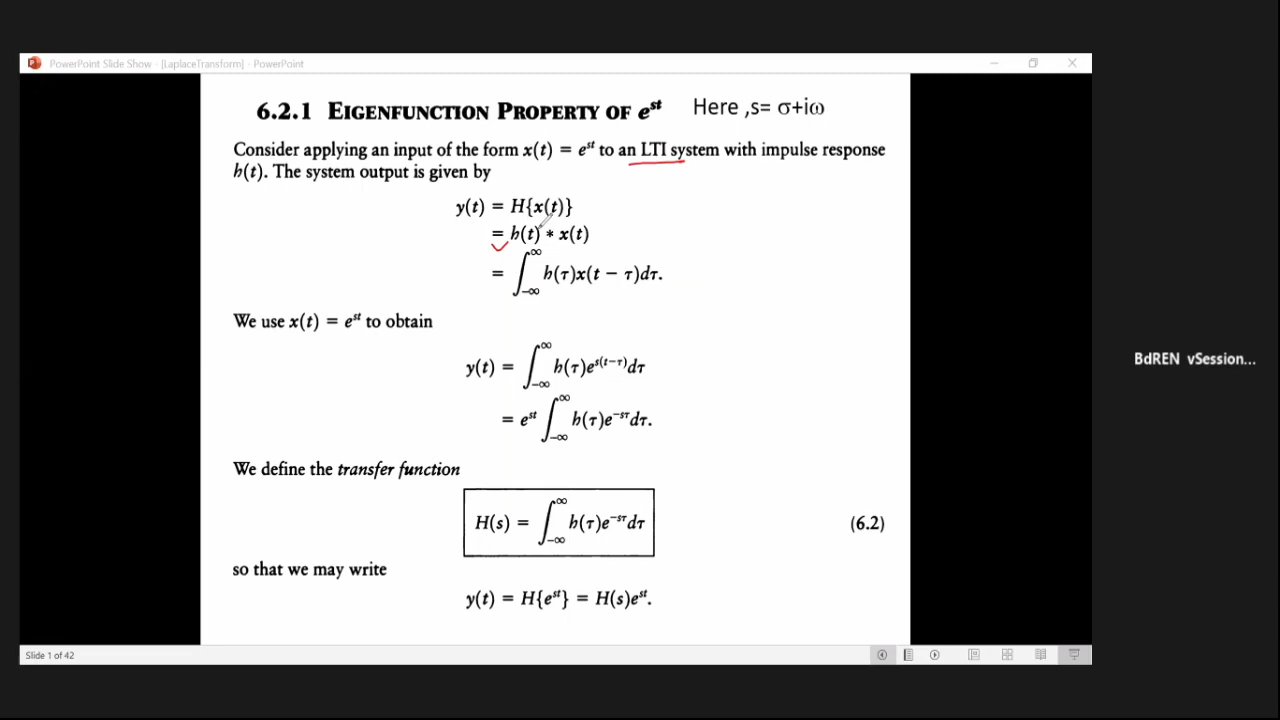 PowerPoint Slide Show - [LaplaceTransform] - PowerPoint
6.2.1 EIGENFUNCTION PROPERTY OF e^{st} Here ,s= σ+iω
Consider applying an input of the form x(t) = e^{st} to an LTI system with impulse response
h(t). The system output is given by
y(t) = H{x(t)}
= h(t) * x(t)
= ∫_{-∞}^{∞} h(τ)x(t − τ)dτ.
We use x(t) = e^{st} to obtain
y(t) = ∫_{-∞}^{∞} h(τ)e^{s(t−τ)}dτ
= e^{st} ∫_{-∞}^{∞} h(τ)e^{−sτ}dτ.
We define the transfer function
H(s) = ∫_{-∞}^{∞} h(τ)e^{−sτ}dτ (6.2)
so that we may write
y(t) = H{e^{st}} = H(s)e^{st}.
BdREN vSession...
Slide 1 of 42